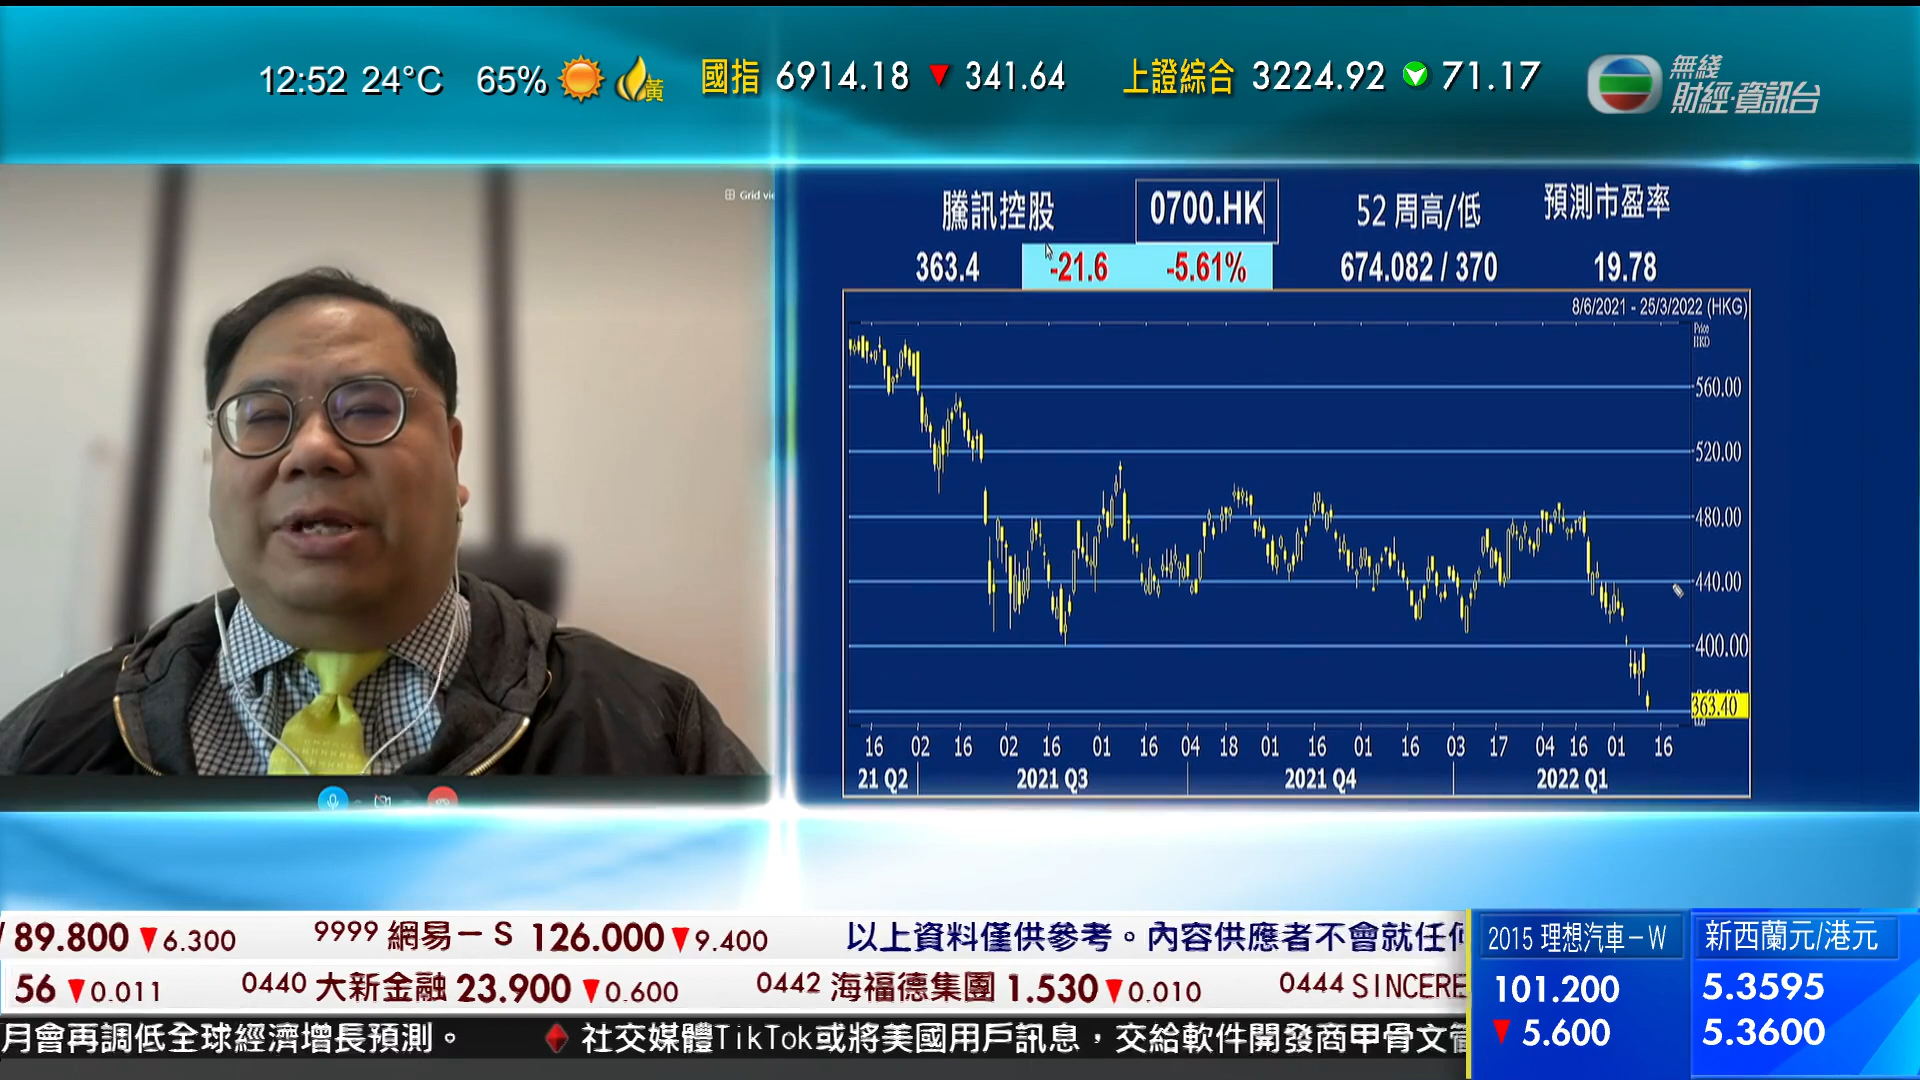 12:52 24°C 65% 黃 國指 6914.18 ▼ 341.64 上證綜合 3224.92 71.17
無綫
財經·資訊台
Grid vie
騰訊控股 0700.HK 52 周高/低 預測市盈率
363.4 -21.6 -5.61% 674.082 / 370 19.78
8/6/2021 - 25/3/2022 (HKG)
Price
HKD
560.00
520.00
480.00
440.00
400.00
363.40
16 02 16 02 16 01 16 04 18 01 16 01 16 03 17 04 16 01 16
21 Q2 2021 Q3 2021 Q4 2022 Q1
89.800 ▼6.300 9999 網易－S 126.000 ▼9.400 以上資料僅供參考。內容供應者不會就任何
56 ▼0.011 0440 大新金融 23.900 ▼0.600 0442 海福德集團 1.530 ▼0.010 0444 SINCERE
月會再調低全球經濟增長預測。 社交媒體TikTok或將美國用戶訊息，交給軟件開發商甲骨文
2015 理想汽車－W
101.200
▼ 5.600
新西蘭元/港元
5.3595
5.3600